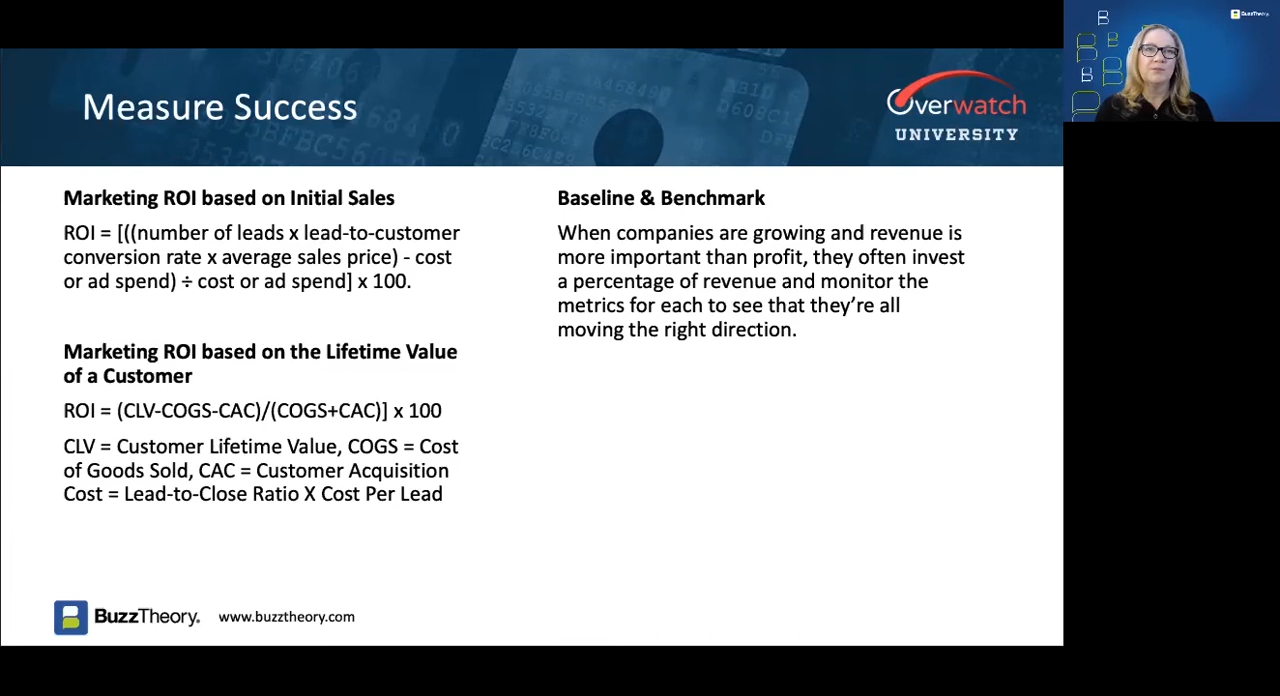 Measure Success
Overwatch
UNIVERSITY
BuzzTheory.
Marketing ROI based on Initial Sales
ROI = [((number of leads x lead-to-customer
conversion rate x average sales price) - cost
or ad spend) ÷ cost or ad spend] x 100.
Marketing ROI based on the Lifetime Value
of a Customer
ROI = (CLV-COGS-CAC)/(COGS+CAC)] x 100
CLV = Customer Lifetime Value, COGS = Cost
of Goods Sold, CAC = Customer Acquisition
Cost = Lead-to-Close Ratio X Cost Per Lead
Baseline & Benchmark
When companies are growing and revenue is
more important than profit, they often invest
a percentage of revenue and monitor the
metrics for each to see that they’re all
moving the right direction.
BuzzTheory.
www.buzztheory.com